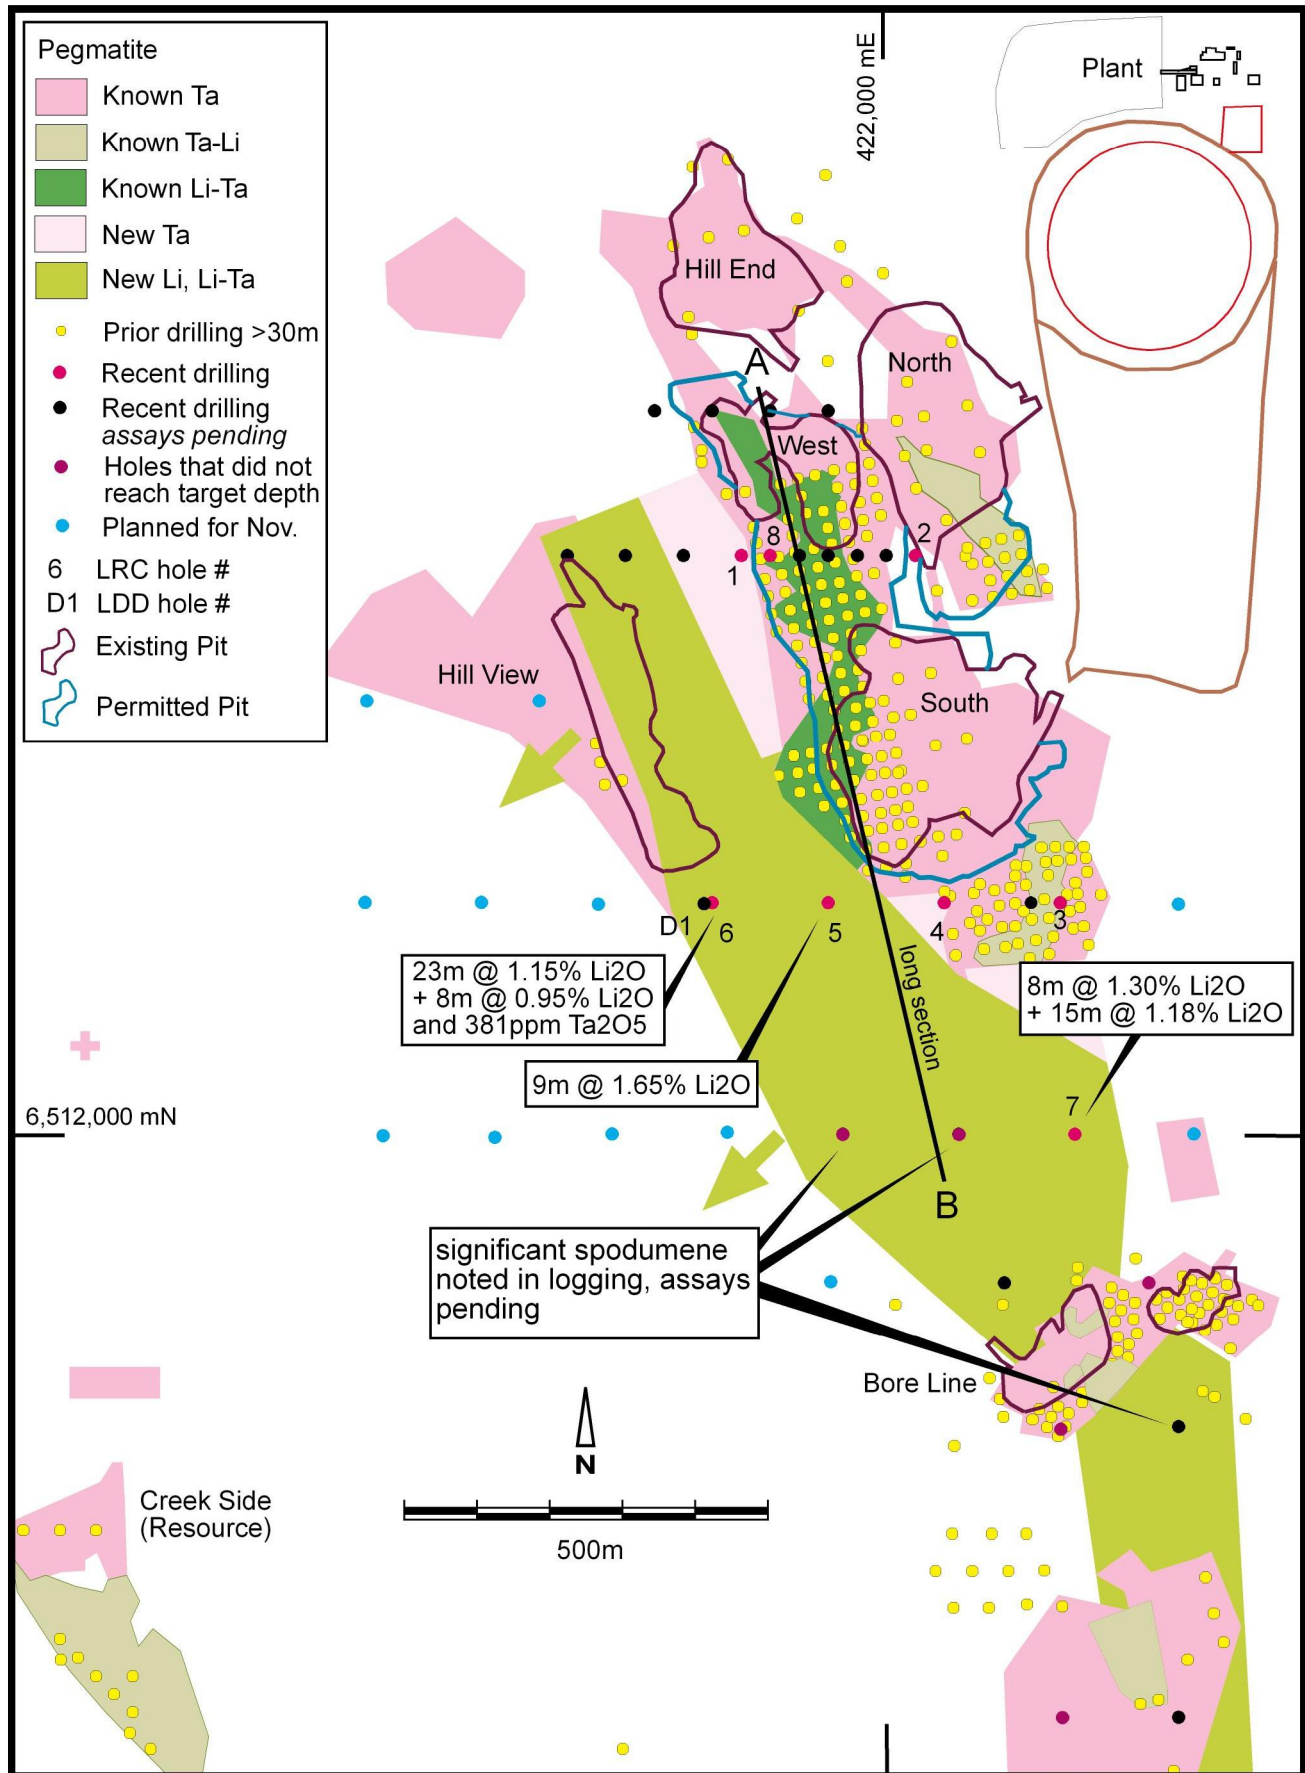 Pegmatite
Known Ta
Known Ta-Li
Known Li-Ta
New Ta
New Li, Li-Ta
Prior drilling >30m
Recent drilling
Recent drilling
assays pending
Holes that did not
reach target depth
Planned for Nov.
6 LRC hole #
D1 LDD hole #
Existing Pit
Permitted Pit
422,000 mE
Plant
Hill End
North
A
West
8
2
1
Hill View
South
D1
6
5
4
3
long section
23m @ 1.15% Li2O
+ 8m @ 0.95% Li2O
and 381ppm Ta2O5
8m @ 1.30% Li2O
+ 15m @ 1.18% Li2O
9m @ 1.65% Li2O
7
6,512,000 mN
B
significant spodumene
noted in logging, assays
pending
Bore Line
N
500m
Creek Side
(Resource)